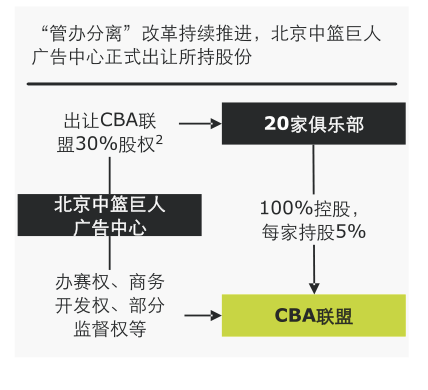 “管办分离”改革持续推进，北京中篮巨人
广告中心正式出让所持股份
出让CBA联
盟30%股权2
20家俱乐部
北京中篮巨人
广告中心
100%控股，
每家持股5%
办赛权、商务
开发权、部分
监督权等
CBA联盟